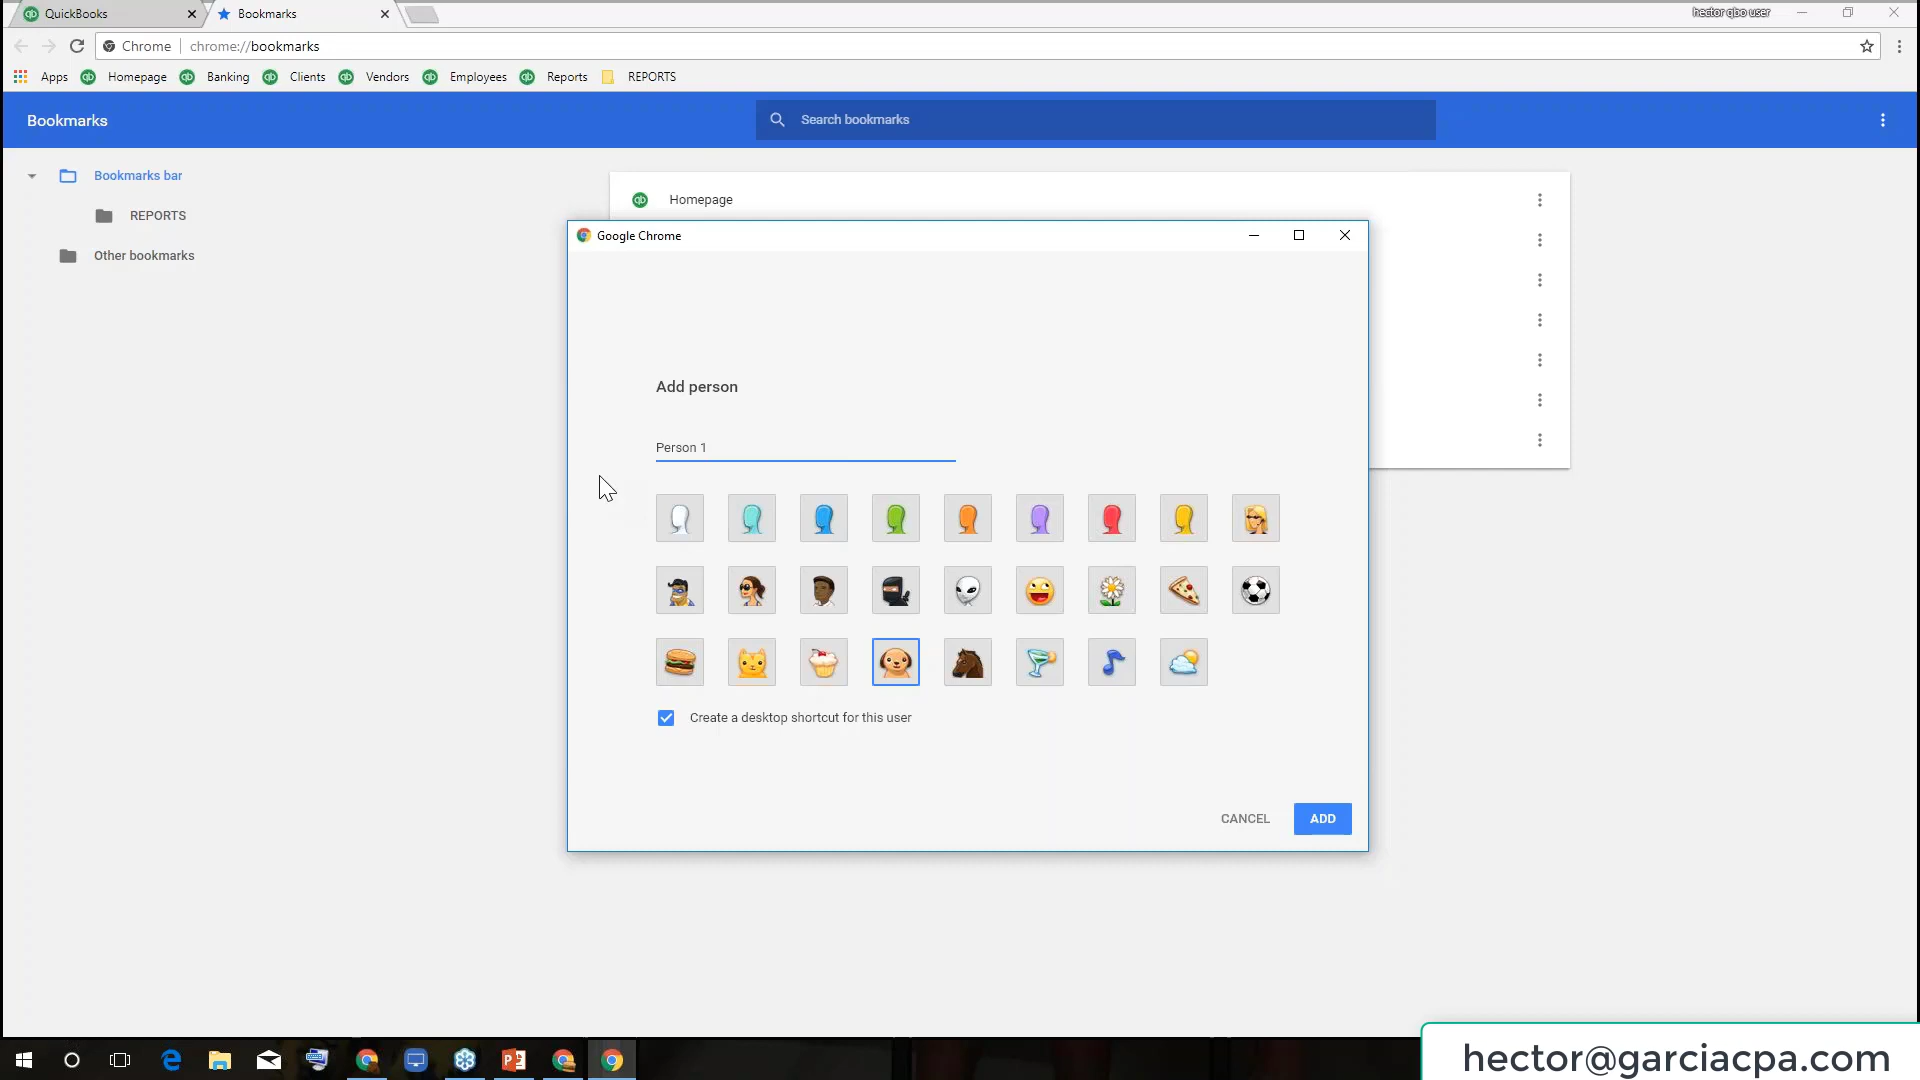 QuickBooks
Bookmarks
hector qbo user
Chrome
chrome://bookmarks
Apps
Homepage
Banking
Clients
Vendors
Employees
Reports
REPORTS
Bookmarks
Search bookmarks
Bookmarks bar
REPORTS
Other bookmarks
Homepage
Google Chrome
Add person
Person 1
Create a desktop shortcut for this user
CANCEL
ADD
hector@garciacpa.com